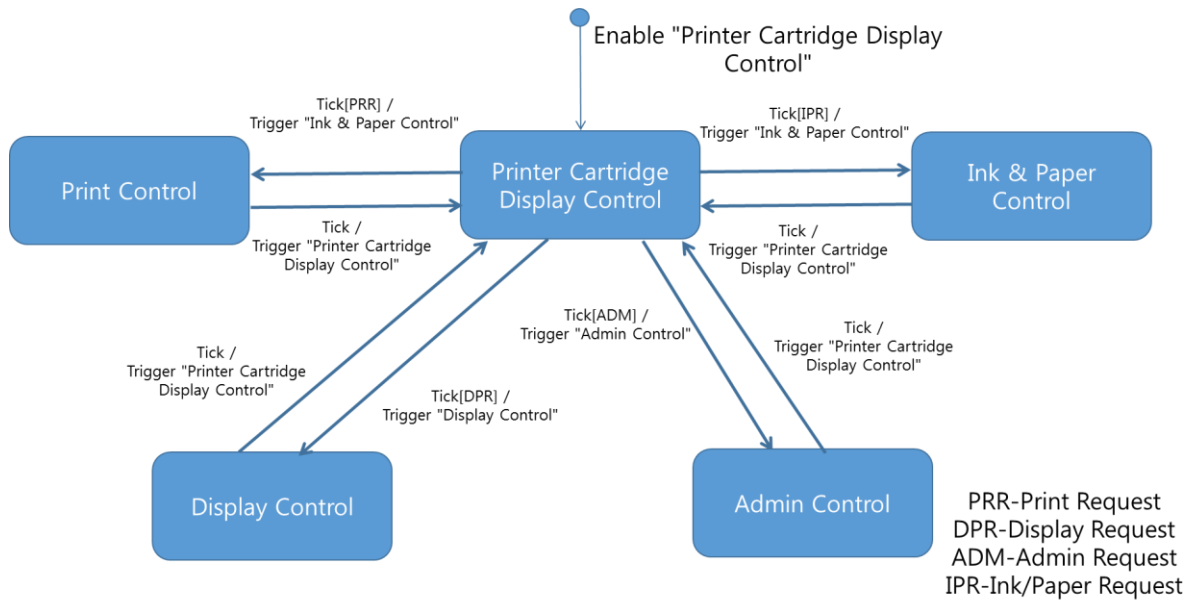 Enable "Printer Cartridge Display
Control"
Tick[PRR] /
Trigger "Ink & Paper Control"
Tick[IPR] /
Trigger "Ink & Paper Control"
Print Control
Printer Cartridge
Display Control
Ink & Paper
Control
Tick /
Trigger "Printer Cartridge
Display Control"
Tick /
Trigger "Printer Cartridge
Display Control"
Tick[ADM] /
Trigger "Admin Control"
Tick /
Trigger "Printer Cartridge
Display Control"
Tick /
Trigger "Printer Cartridge
Display Control"
Tick[DPR] /
Trigger "Display Control"
Display Control
Admin Control
PRR-Print Request
DPR-Display Request
ADM-Admin Request
IPR-Ink/Paper Request